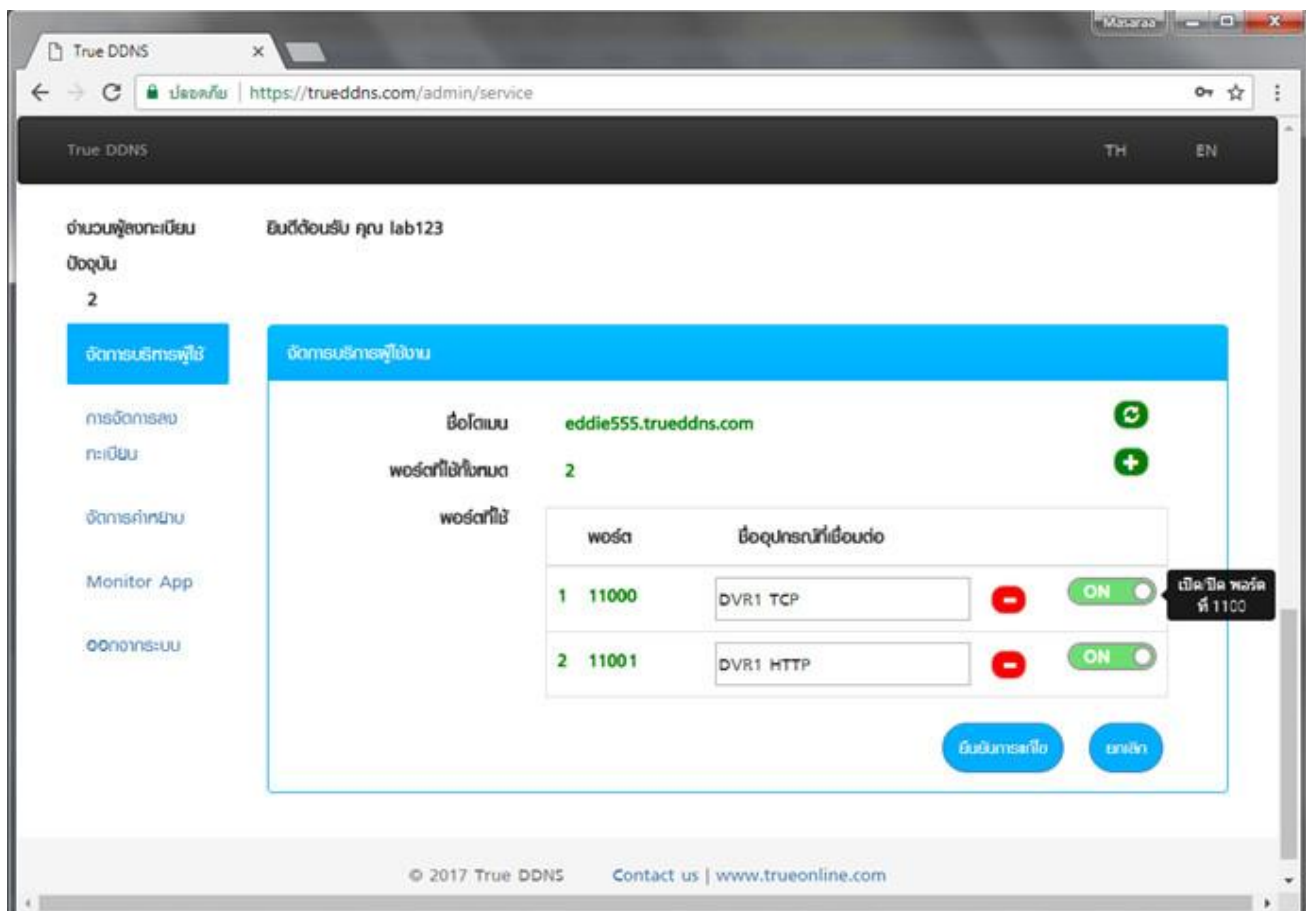 Masaraa
True DDNS
ปลอดภัย https://trueddns.com/admin/service
True DDNS TH EN
จำนวนผู้ลงทะเบียน
ปัจจุบัน
2
ยินดีต้อนรับ คุณ lab123
จัดการบริการผู้ใช้
การจัดการลง
ทะเบียน
จัดการคำหยาบ
Monitor App
ออกจากระบบ
จัดการบริการผู้ใช้งาน
ชื่อโดเมน eddie555.trueddns.com
พอร์ตที่ใช้ทั้งหมด 2
พอร์ตที่ใช้
พอร์ต ชื่ออุปกรณ์ที่เชื่อมต่อ
1 11000 DVR1 TCP ON
เปิด/ปิด พอร์ต
ที่ 1100
2 11001 DVR1 HTTP ON
ยืนยันการแก้ไข ยกเลิก
© 2017 True DDNS Contact us | www.trueonline.com